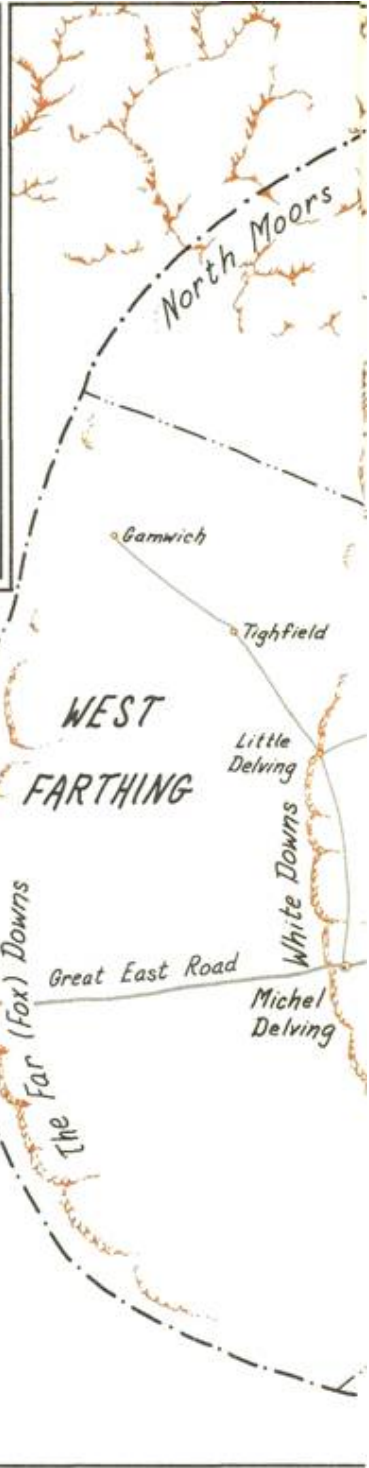 North Moors
Gamwich
Tighfield
WEST
FARTHING
Little
Delving
White Downs
Great East Road
Michel
Delving
The Far (Fox) Downs